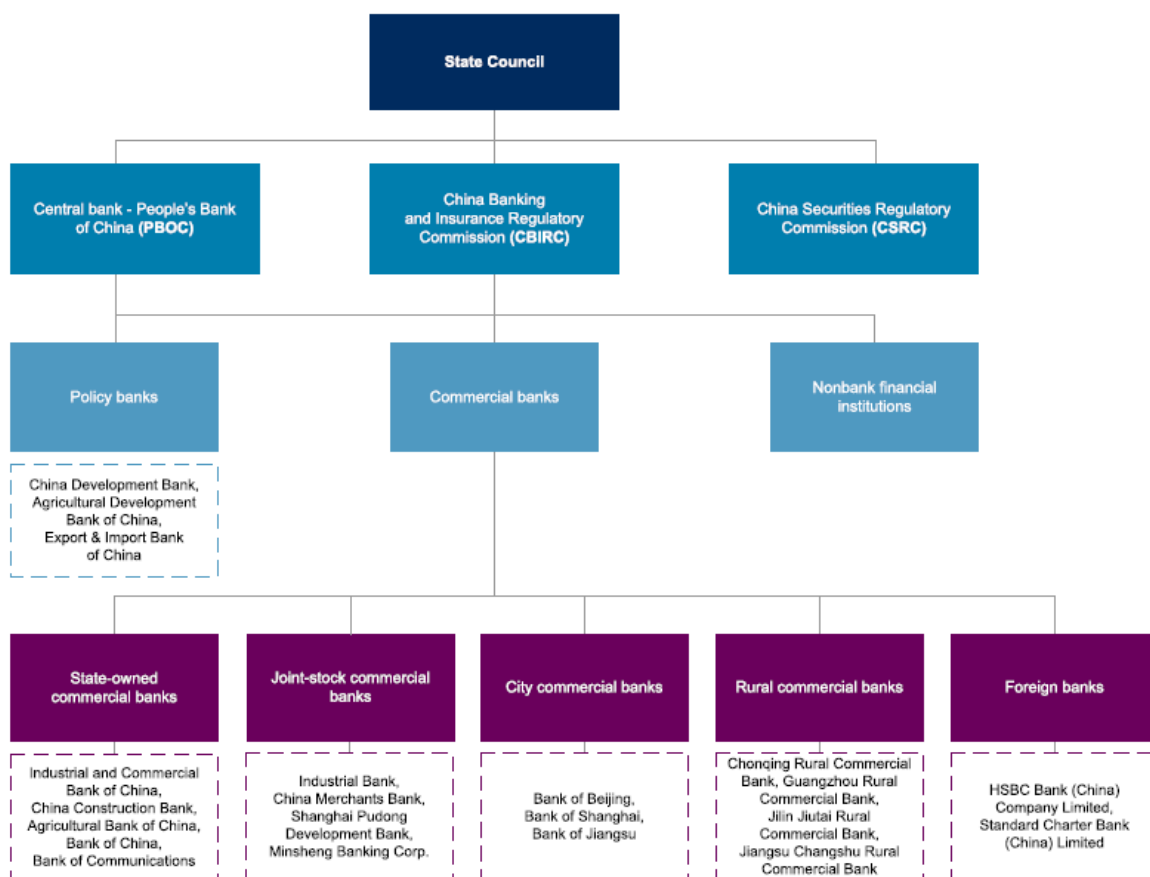 State Council
Central bank - People's Bank
of China (PBOC)
China Banking
and Insurance Regulatory
Commission (CBIRC)
China Securities Regulatory
Commission (CSRC)
Policy banks
Commercial banks
Nonbank financial
institutions
China Development Bank,
Agricultural Development
Bank of China,
Export & Import Bank
of China
State-owned
commercial banks
Joint-stock commercial
banks
City commercial banks
Rural commercial banks
Foreign banks
Industrial and Commercial
Bank of China,
China Construction Bank,
Agricultural Bank of China,
Bank of China,
Bank of Communications
Industrial Bank,
China Merchants Bank,
Shanghai Pudong
Development Bank,
Minsheng Banking Corp.
Bank of Beijing,
Bank of Shanghai,
Bank of Jiangsu
Chonqing Rural Commercial
Bank, Guangzhou Rural
Commercial Bank,
Jilin Jiutai Rural
Commercial Bank,
Jiangsu Changshu Rural
Commercial Bank
HSBC Bank (China)
Company Limited,
Standard Charter Bank
(China) Limited